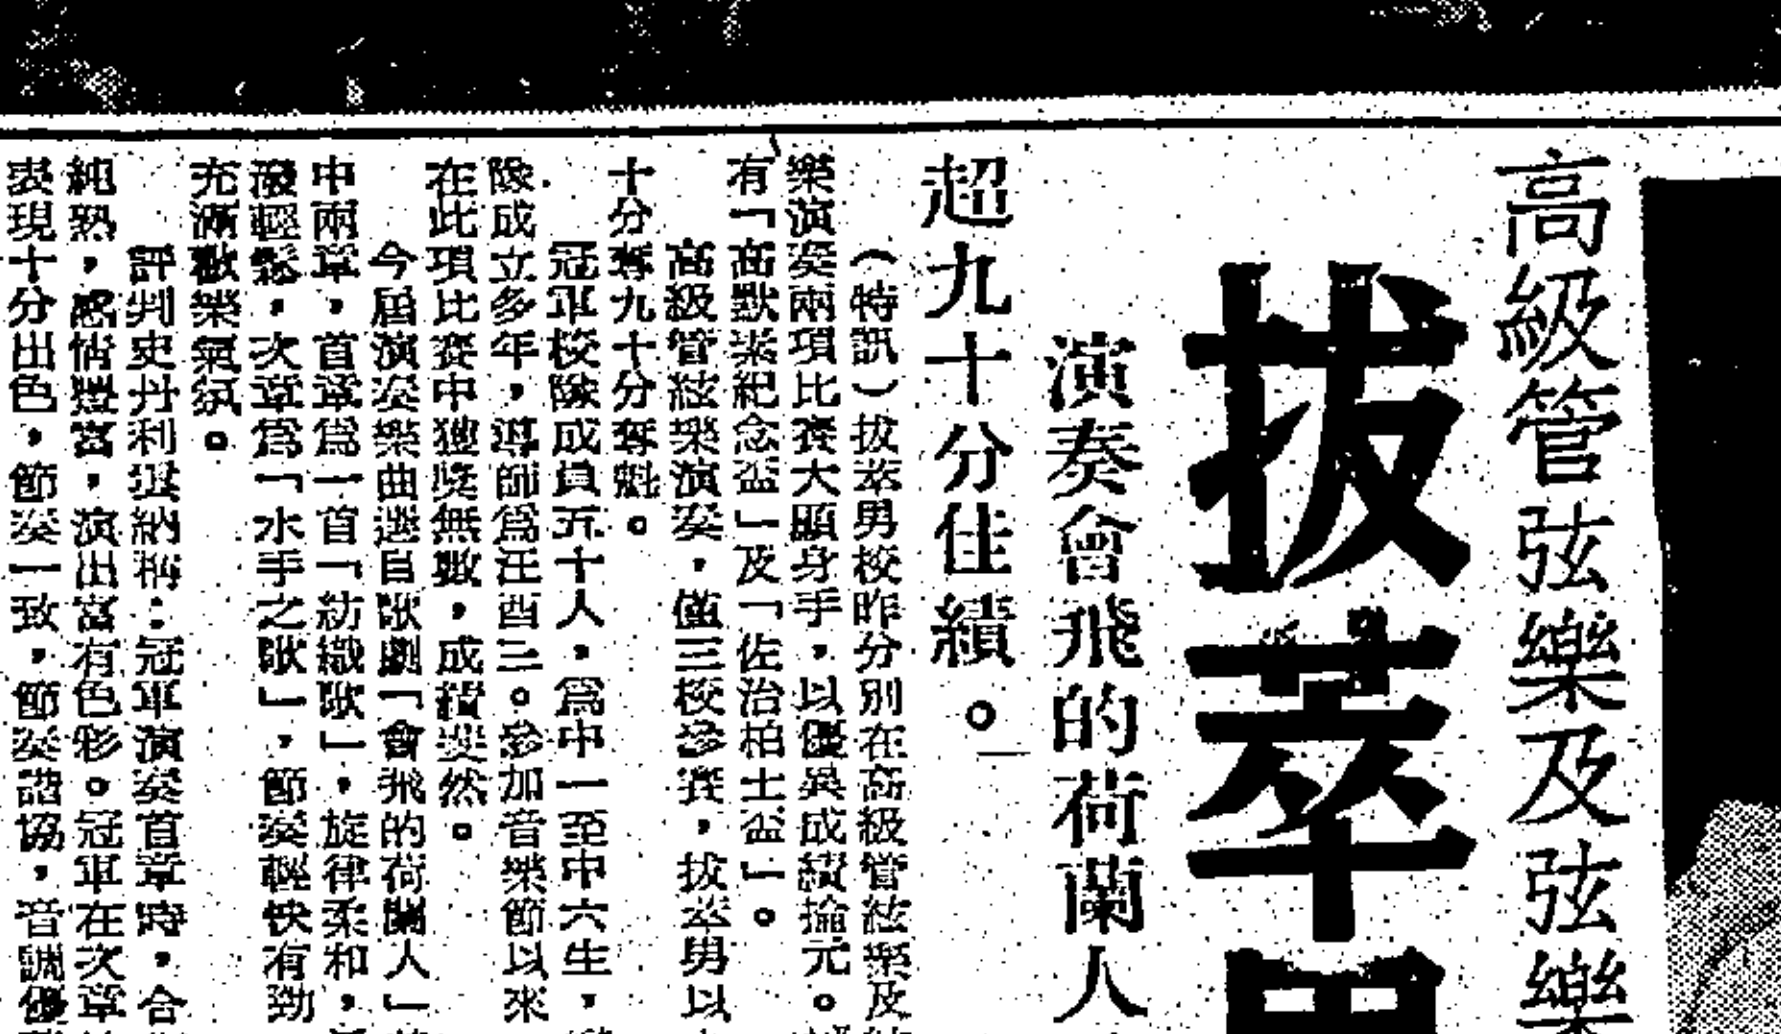 高級管弦樂及弦樂
拔萃男
演奏會飛的荷蘭人
超九十分佳績。
（特訊）拔萃男校昨分別在高級管絃樂及
樂演奏兩項比賽大顯身手，以優異成績掄元。
有「高默紀念盃」及「佐治柏士盃」。
高級管絃樂演奏，僅三校參賽，拔萃男以
十分奪九十分奪魁。
冠軍校隊成員五十人，爲中一至中六生，
隊成立多年，導師爲汪酉三。參加音樂節以來
在此項比賽中獲獎無數，成績斐然。
今屆演奏樂曲選自歌劇「會飛的荷蘭人」
中兩章，首章爲一首「紡織歌」，旋律柔和，
潑輕鬆，次章爲「水手之歌」，節奏輕快有勁
充滿歡樂氣氛。
評判史丹利 納稱：冠軍演奏首章時，合
純熟，感情豐富，演出富有色彩。冠軍在次章
表現十分出色，節奏一致，節奏諧協，音調優